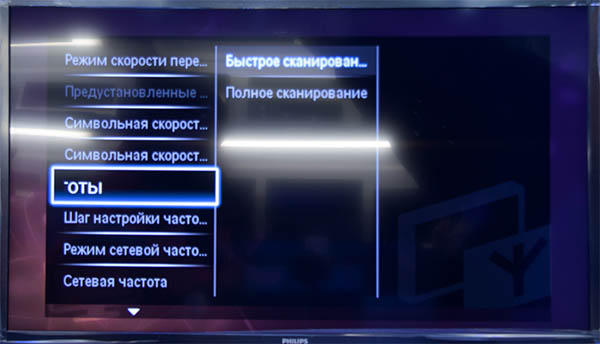 Режим скорости пере...
Предустановленные ...
Символьная скорост...
Символьная скорост...
оты
Шаг настройки часто...
Режим сетевой часто...
Сетевая частота
Быстрое сканирован...
Полное сканирование
PHILIPS